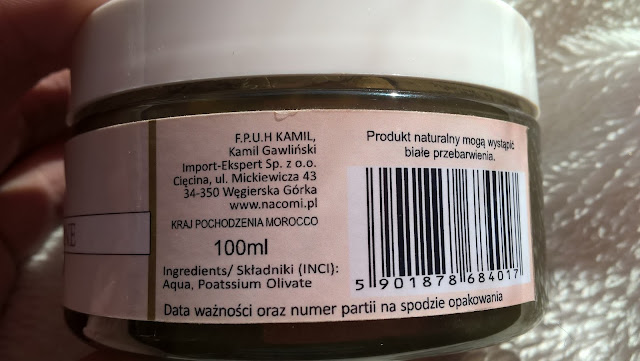 F.P.U.H KAMIL,
Kamil Gawliński
Import-Ekspert Sp. z o.o.
Cięcina, ul. Mickiewicza 43
34-350 Węgierska Górka
www.nacomi.pl
KRAJ POCHODZENIA MOROCCO
100ml
Ingredients/ Składniki (INCI):
Aqua, Poatssium Olivate
Produkt naturalny mogą wystąpić
białe przebarwienia.
5 901878 684017
Data ważności oraz numer partii na spodzie opakowania